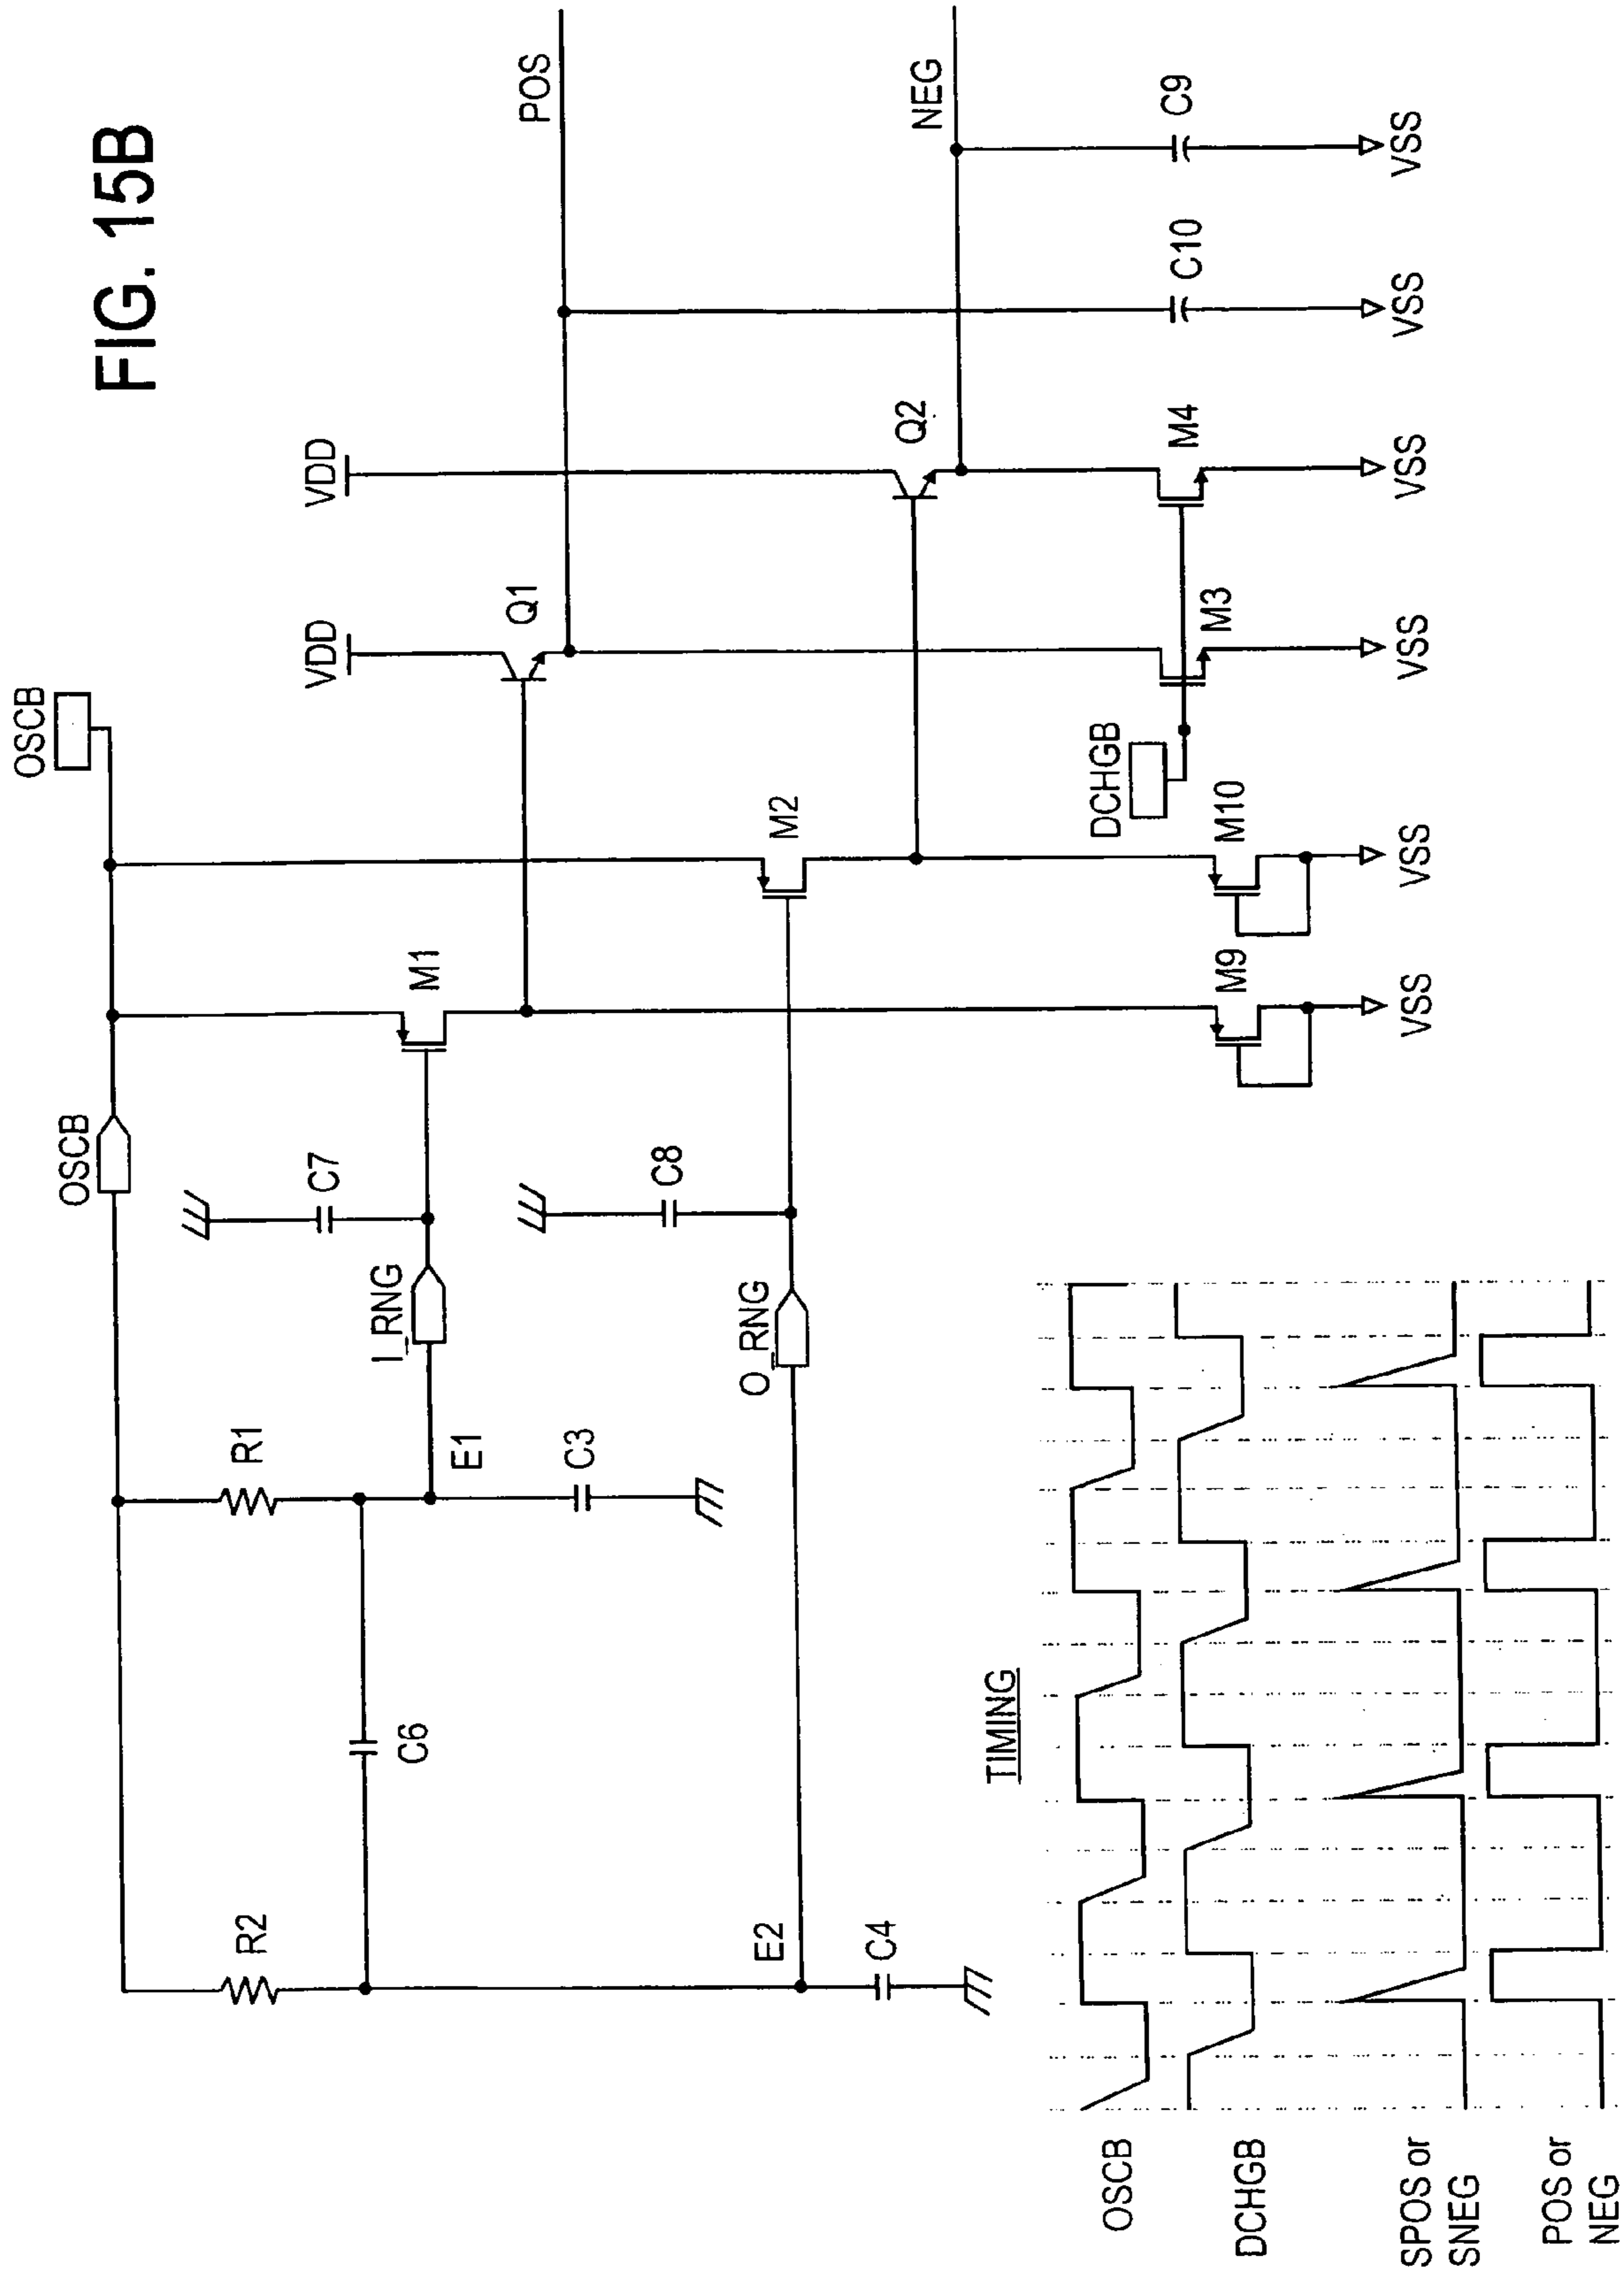 FIG. 15B
OSCB
OSCB
VDD
VDD
POS
R2
R1
I_RNG
C7
M1
Q1
C6
E1
C3
O_RNG
C8
M2
Q2
NEG
E2
C4
DCHGB
M9
M10
M3
M4
C10
C9
VSS
VSS
VSS
VSS
VSS
VSS
TIMING
OSCB
DCHGB
SPOS or
SNEG
POS or
NEG